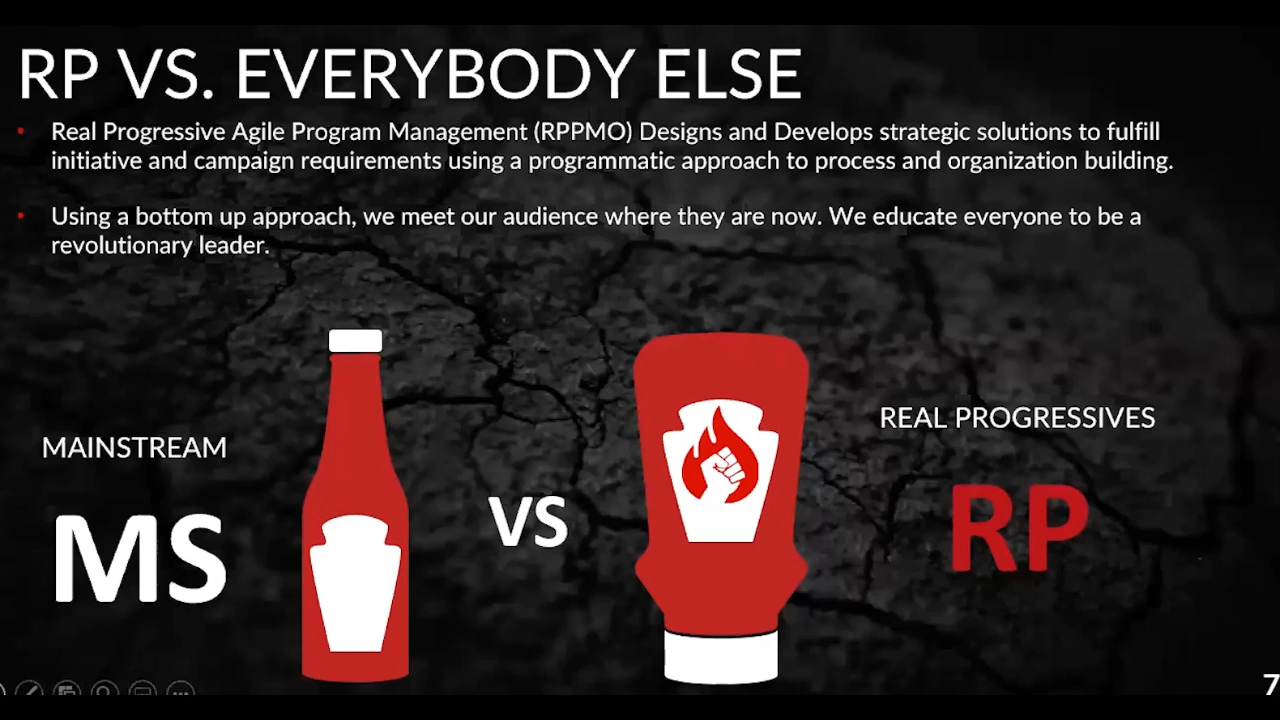 RP VS. EVERYBODY ELSE
• Real Progressive Agile Program Management (RPPMO) Designs and Develops strategic solutions to fulfill
initiative and campaign requirements using a programmatic approach to process and organization building.
• Using a bottom up approach, we meet our audience where they are now. We educate everyone to be a
revolutionary leader.
MAINSTREAM
MS
VS
REAL PROGRESSIVES
RP
7